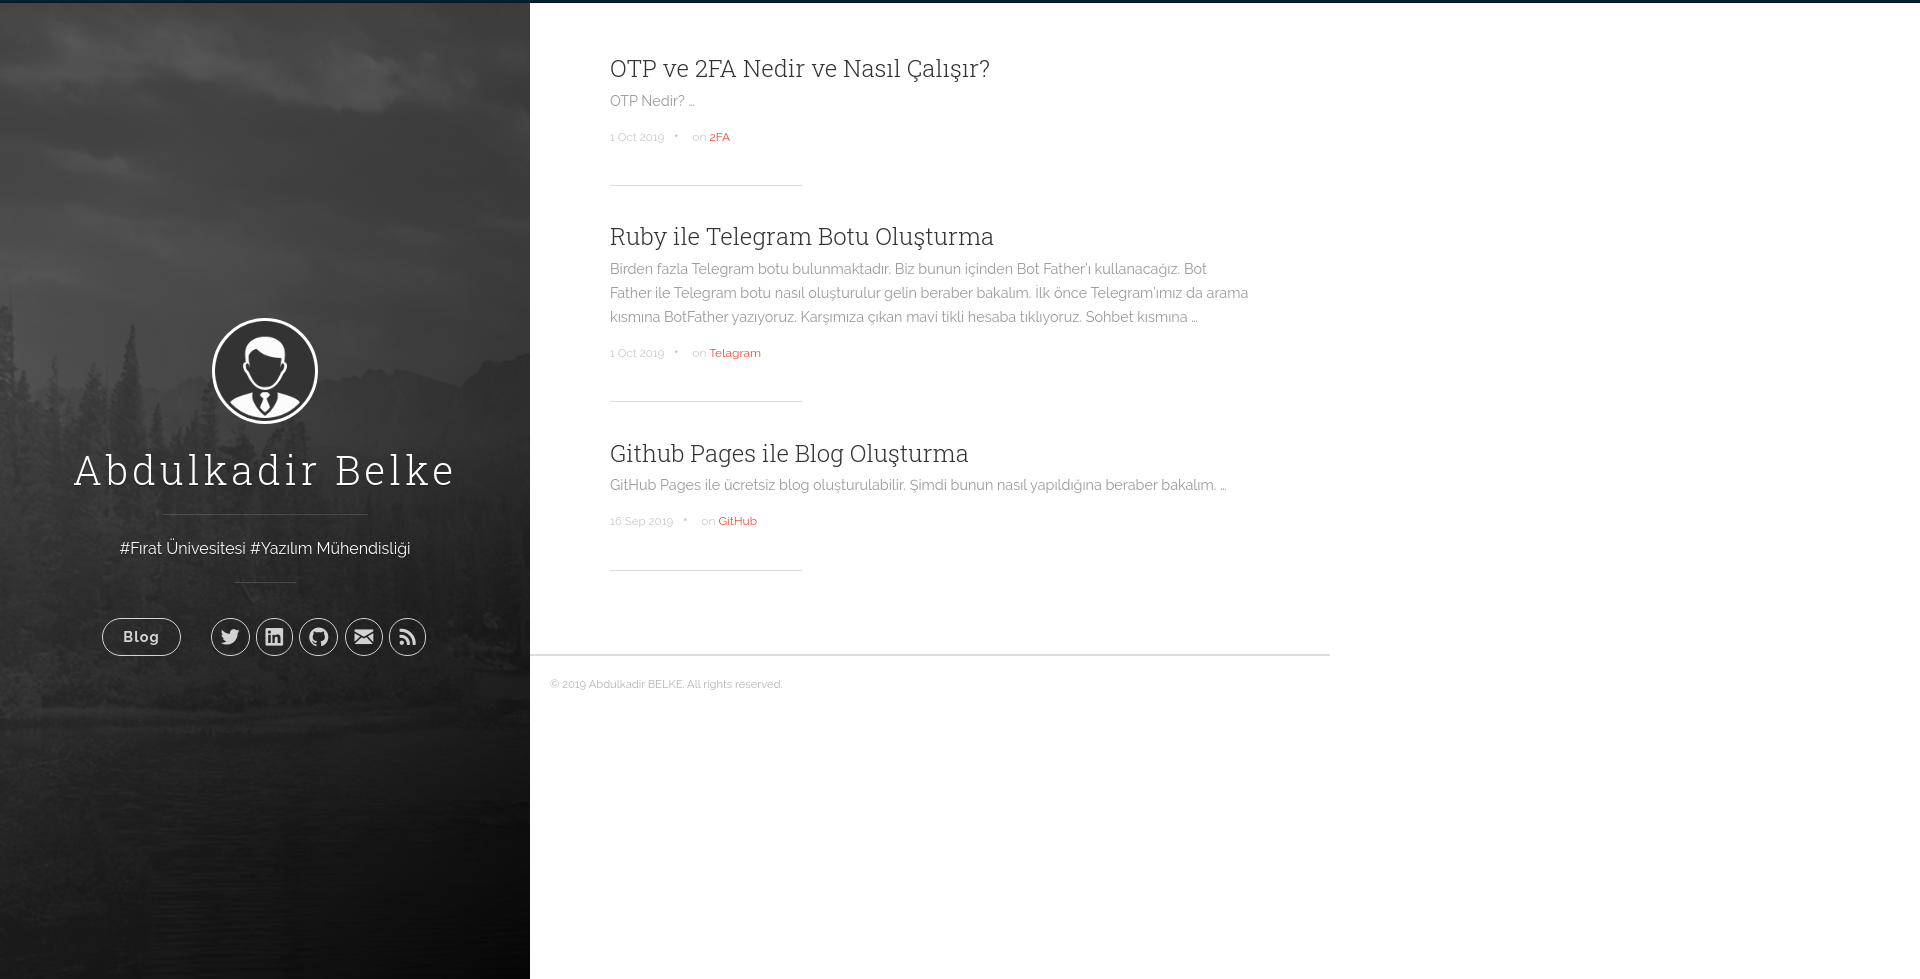 Abdulkadir Belke
#Fırat Ünivesitesi #Yazılım Mühendisliği
Blog
OTP ve 2FA Nedir ve Nasıl Çalışır?
OTP Nedir? ...
1 Oct 2019 • on 2FA
Ruby ile Telegram Botu Oluşturma
Birden fazla Telegram botu bulunmaktadır. Biz bunun içinden Bot Father'ı kullanacağız. Bot
Father ile Telegram botu nasıl oluşturulur gelin beraber bakalım. İlk önce Telegram'ımız da arama
kısmına BotFather yazıyoruz. Karşımıza çıkan mavi tikli hesaba tıklıyoruz. Sohbet kısmına ...
1 Oct 2019 • on Telagram
Github Pages ile Blog Oluşturma
GitHub Pages ile ücretsiz blog oluşturulabilir. Şimdi bunun nasıl yapıldığına beraber bakalım. ...
16 Sep 2019 • on GitHub
© 2019 Abdulkadir BELKE. All rights reserved.